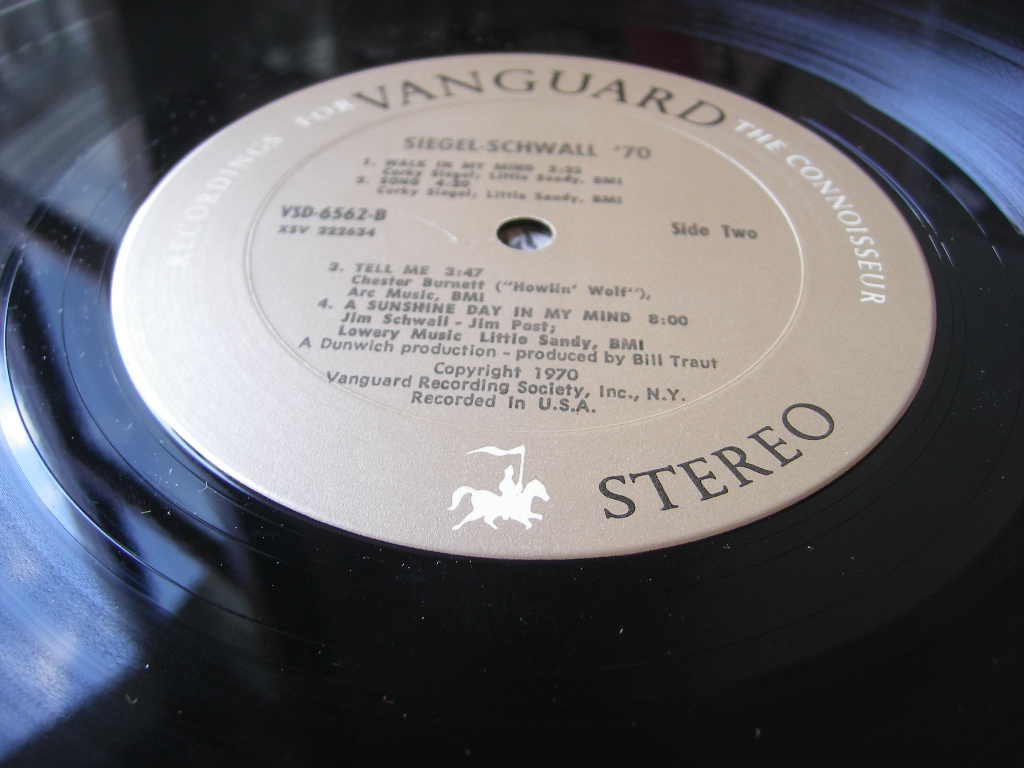 RECORDINGS FOR VANGUARD THE CONNOISSEUR
SIEGEL-SCHWALL '70
1. WALK IN MY MIND 2:32
Corky Siegel; Little Sandy, BMI
2. SONG 4:20
Corky Siegel; Little Sandy, BMI
VSD-6562-B
XSV 222634
Side Two
3. TELL ME 3:47
Chester Burnett ("Howlin' Wolf"),
Arc Music, BMI
4. A SUNSHINE DAY IN MY MIND 8:00
Jim Schwall - Jim Post;
Lowery Music Little Sandy, BMI
A Dunwich production - produced by Bill Traut
Copyright 1970
Vanguard Recording Society, Inc., N.Y.
Recorded in U.S.A.
STEREO